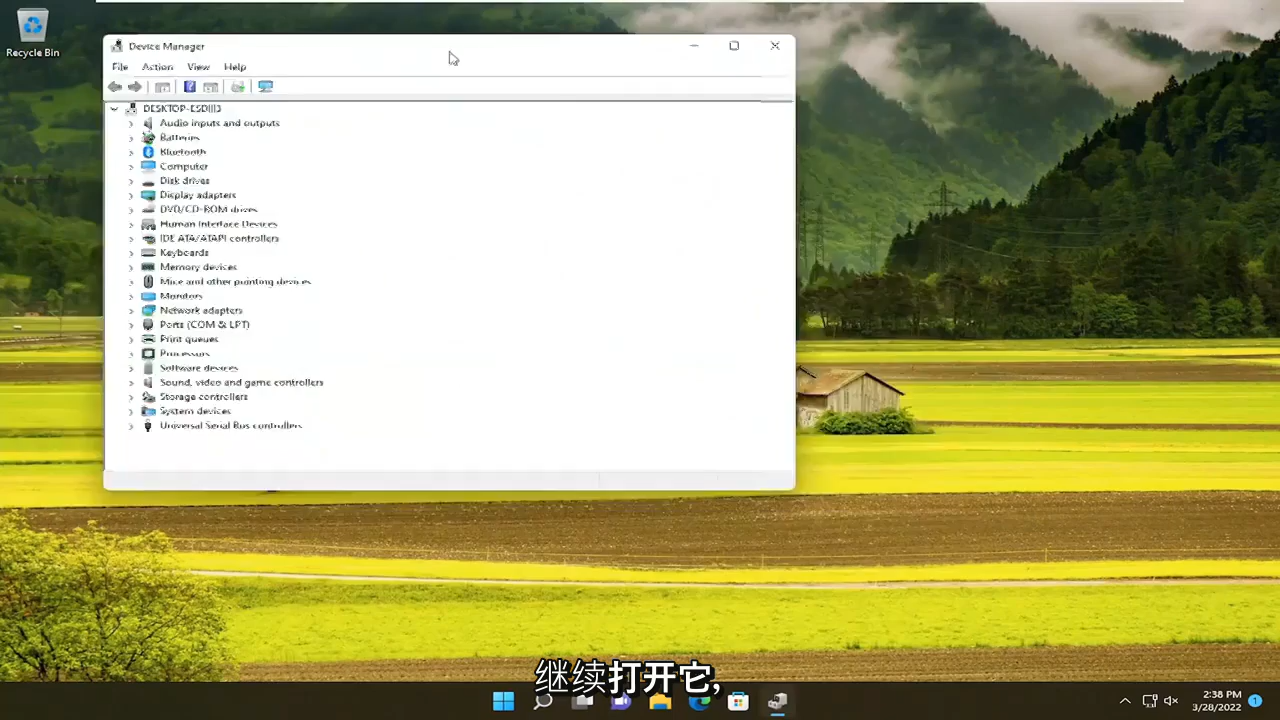 Recycle Bin
Device Manager
File Action View Help
Audio inputs and outputs
Batteries
Bluetooth
Computer
Disk drives
Display adapters
DVD/CD-ROM drives
Human Interface Devices
IDE ATA/ATAPI controllers
Keyboards
Memory devices
Mice and other pointing devices
Monitors
Network adapters
Ports (COM & LPT)
Print queues
Processors
Software devices
Sound, video and game controllers
Storage controllers
System devices
Universal Serial Bus controllers
继续打开它,
2:38 PM
3/28/2022
1